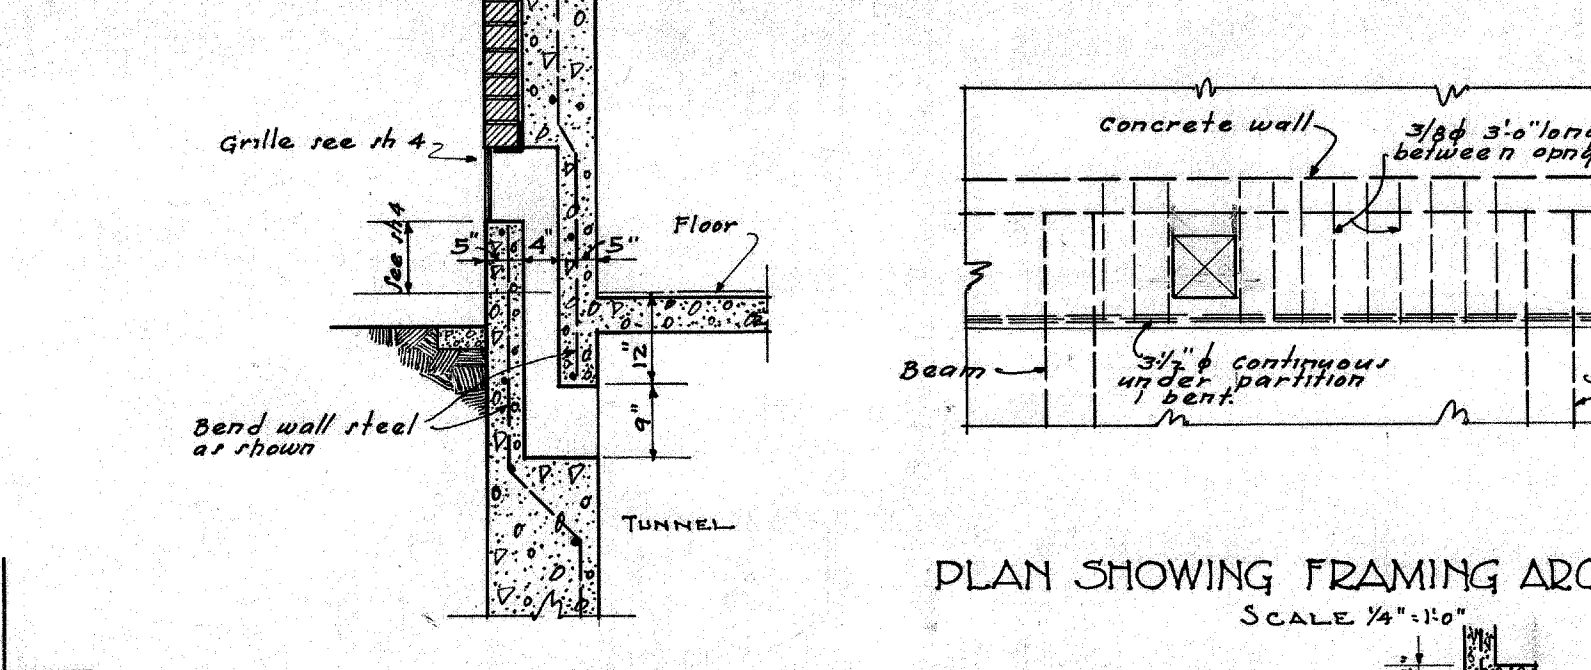 Grille see sh 4
See sh 4
5" 4" 5"
Floor
12"
9"
Bend wall steel
as shown
TUNNEL
Concrete wall
3/8ϕ 3'-0" long
between opng
Beam
3-½" ϕ continuous
under partition
1 bent.
PLAN SHOWING FRAMING ARO
SCALE ¼" = 1'-0"